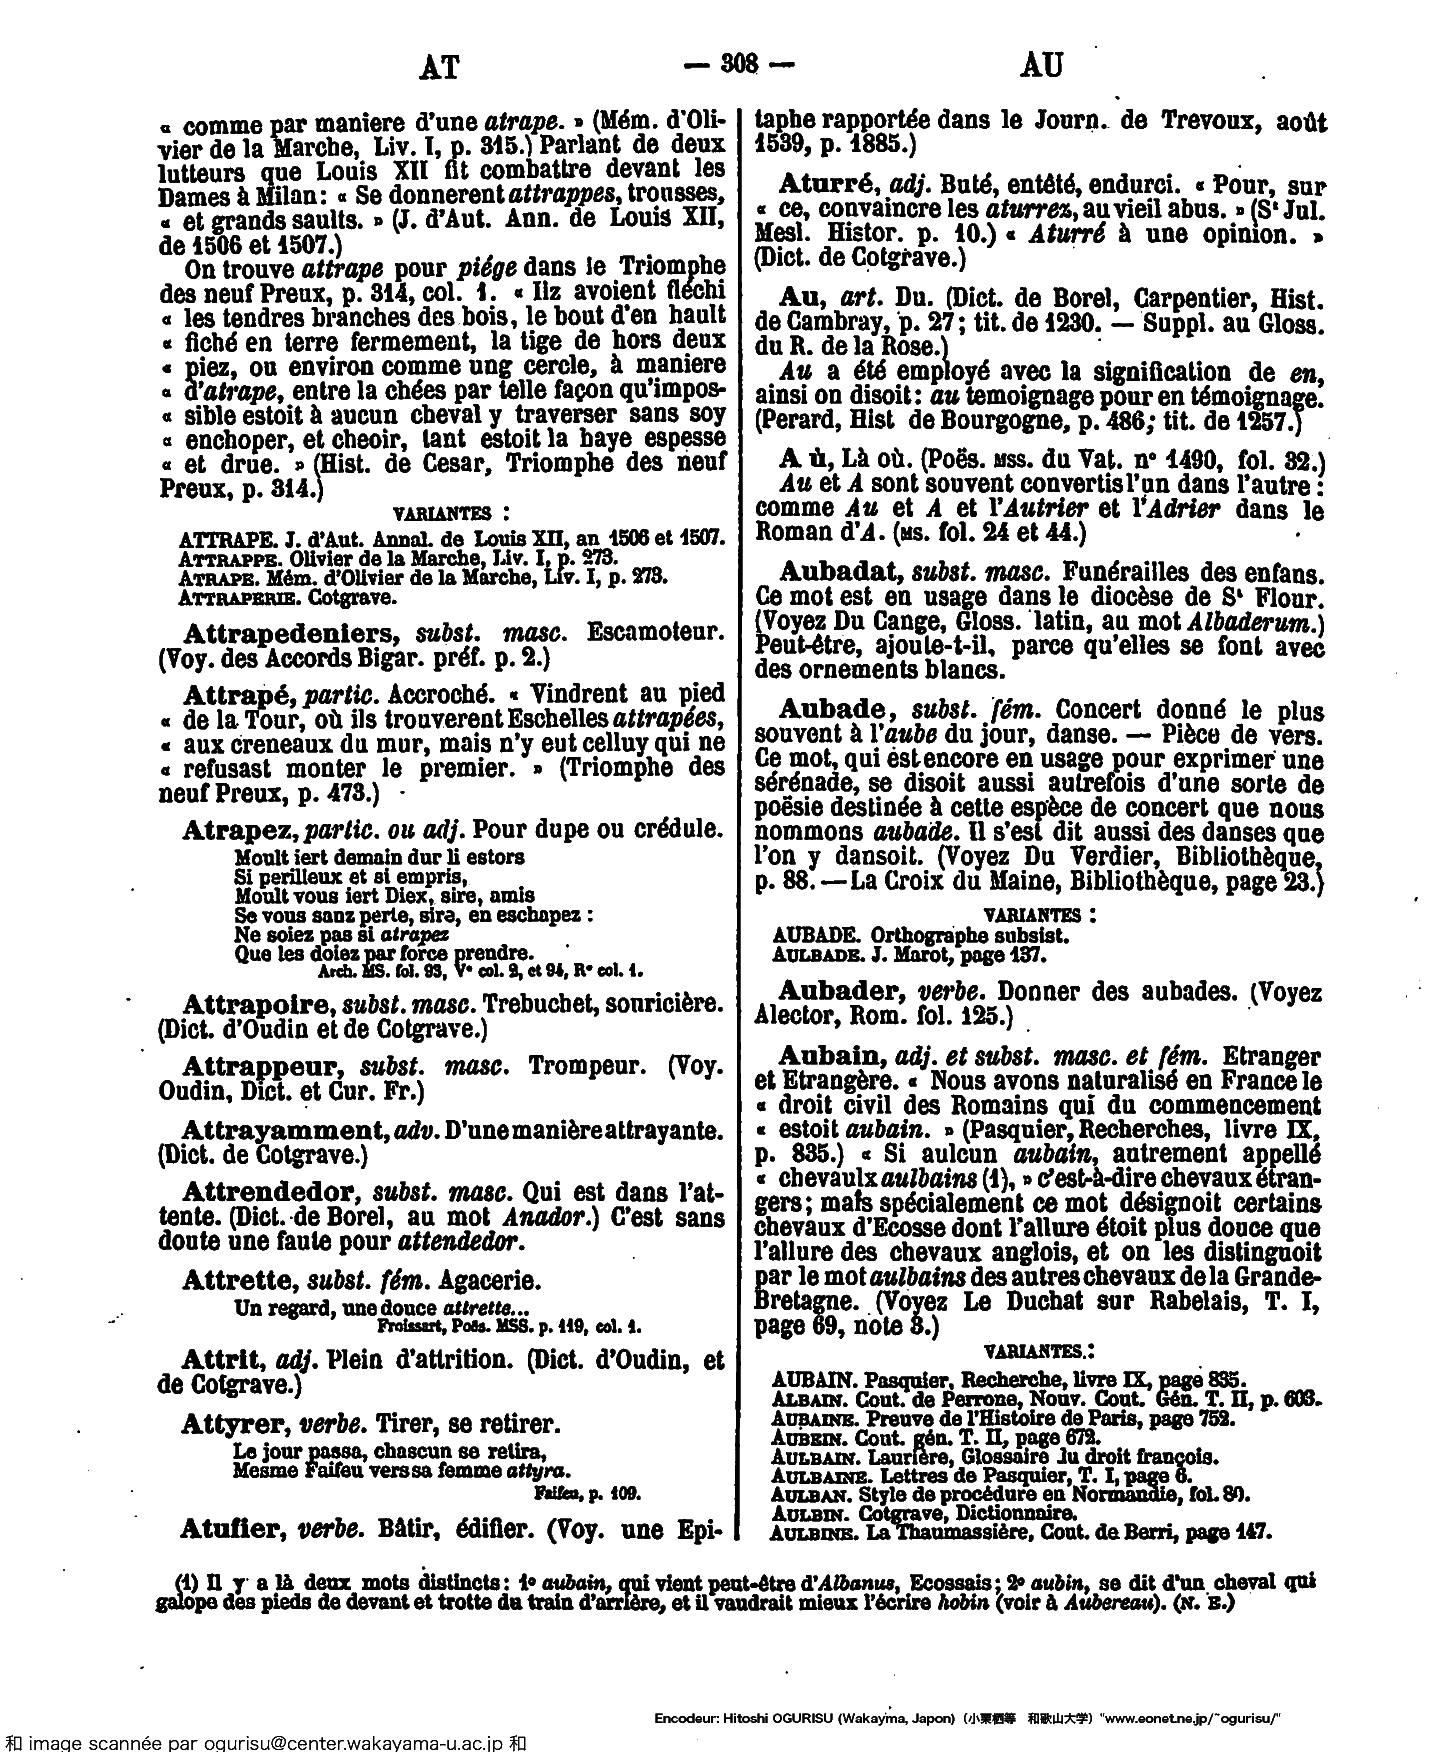 AT
— 308 —
AU
« comme par maniere d'une atrape. » (Mém. d'Oli-
vier de la Marche, Liv. I, p. 315.) Parlant de deux
lutteurs que Louis XII fit combattre devant les
Dames à Milan: « Se donnerent attrappes, trousses,
« et grands saults. » (J. d'Aut. Ann. de Louis XII,
de 1506 et 1507.)
On trouve attrape pour piége dans le Triomphe
des neuf Preux, p. 314, col. 1. « Ilz avoient fléchi
« les tendres branches des bois, le bout d'en hault
« fiché en terre fermement, la tige de hors deux
« piez, ou environ comme ung cercle, à maniere
« d'atrape, entre la chées par telle façon qu'impos-
« sible estoit à aucun cheval y traverser sans soy
« enchoper, et cheoir, tant estoit la haye espesse
« et drue. » (Hist. de Cesar, Triomphe des neuf
Preux, p. 314.)
VARIANTES :
ATTRAPE. J. d'Aut. Annal. de Louis XII, an 1506 et 1507.
ATTRAPPE. Olivier de la Marche, Liv. I, p. 273.
ATRAPE. Mém. d'Olivier de la Marche, Liv. I, p. 273.
ATTRAPERIE. Cotgrave.
Attrapedeniers, subst. masc. Escamoteur.
(Voy. des Accords Bigar. préf. p. 2.)
Attrapé, partic. Accroché. « Vindrent au pied
« de la Tour, où ils trouverent Eschelles attrapées,
« aux creneaux du mur, mais n'y eut celluy qui ne
« refusast monter le premier. » (Triomphe des
neuf Preux, p. 473.)
Atrapez, partic. ou adj. Pour dupe ou crédule.
Moult iert demain dur li estors
Si perilleux et si empris,
Moult vous iert Diex, sire, amis
Se vous sanz perte, sire, en eschapez :
Ne soiez pas si atrapez
Que les doiez par force prendre.
Arch. MS. fol. 93, V° col. 2, et 94, R° col. 1.
Attrapoire, subst. masc. Trebuchet, souricière.
(Dict. d'Oudin et de Cotgrave.)
Attrappeur, subst. masc. Trompeur. (Voy.
Oudin, Dict. et Cur. Fr.)
Attrayamment, adv. D'une manière attrayante.
(Dict. de Cotgrave.)
Attrendedor, subst. masc. Qui est dans l'at-
tente. (Dict. de Borel, au mot Anador.) C'est sans
doute une faute pour attendedor.
Attrette, subst. fém. Agacerie.
Un regard, une douce attrette...
Froissart, Poës. MSS. p. 119, col. 1.
Attrit, adj. Plein d'attrition. (Dict. d'Oudin, et
de Cotgrave.)
Attyrer, verbe. Tirer, se retirer.
Le jour passa, chascun se retira,
Mesme Faifeu vers sa femme attyra.
Faifeu, p. 109.
Atufier, verbe. Bâtir, édifier. (Voy. une Epi-
taphe rapportée dans le Journ. de Trevoux, août
1539, p. 1885.)
Aturré, adj. Buté, entêté, endurci. « Pour, sur
« ce, convaincre les aturrez, au vieil abus. » (St Jul.
Mesl. Histor. p. 10.) « Aturré à une opinion. »
(Dict. de Cotgrave.)
Au, art. Du. (Dict. de Borel, Carpentier, Hist.
de Cambray, p. 27; tit. de 1230. — Suppl. au Gloss.
du R. de la Rose.)
Au a été employé avec la signification de en,
ainsi on disoit: au temoignage pour en témoignage.
(Perard, Hist de Bourgogne, p. 486; tit. de 1257.)
A ù, Là où. (Poës. MSS. du Vat. n° 1490, fol. 32.)
Au et A sont souvent convertis l'un dans l'autre :
comme Au et A et l'Autrier et l'Adrier dans le
Roman d'A. (MS. fol. 24 et 44.)
Aubadat, subst. masc. Funérailles des enfans.
Ce mot est en usage dans le diocèse de St Flour.
(Voyez Du Cange, Gloss. latin, au mot Albaderum.)
Peut-être, ajoute-t-il, parce qu'elles se font avec
des ornements blancs.
Aubade, subst. fém. Concert donné le plus
souvent à l'aube du jour, danse. — Pièce de vers.
Ce mot, qui est encore en usage pour exprimer une
sérénade, se disoit aussi autrefois d'une sorte de
poësie destinée à cette espèce de concert que nous
nommons aubade. Il s'est dit aussi des danses que
l'on y dansoit. (Voyez Du Verdier, Bibliothèque,
p. 88. — La Croix du Maine, Bibliothèque, page 23.)
VARIANTES :
AUBADE. Orthographe subsist.
AULBADE. J. Marot, page 137.
Aubader, verbe. Donner des aubades. (Voyez
Alector, Rom. fol. 125.)
Aubain, adj. et subst. masc. et fém. Etranger
et Etrangère. « Nous avons naturalisé en France le
« droit civil des Romains qui du commencement
« estoit aubain. » (Pasquier, Recherches, livre IX,
p. 835.) « Si aulcun aubain, autrement appellé
« chevaulx aulbains (1), » c'est-à-dire chevaux étran-
gers; mais spécialement ce mot désignoit certains
chevaux d'Ecosse dont l'allure étoit plus douce que
l'allure des chevaux anglois, et on les distinguoit
par le mot aulbains des autres chevaux de la Grande-
Bretagne. (Voyez Le Duchat sur Rabelais, T. I,
page 69, note 3.)
VARIANTES :
AUBAIN. Pasquier, Recherche, livre IX, page 835.
ALBAIN. Cout. de Perrone, Nouv. Cout. Gén. T. II, p. 603.
AUBAINE. Preuve de l'Histoire de Paris, page 752.
AUBEIN. Cout. gén. T. II, page 672.
AULBAIN. Laurière, Glossaire du droit françois.
AULBAINE. Lettres de Pasquier, T. I, page 6.
AULBAN. Style de procédure en Normandie, fol. 80.
AULBIN. Cotgrave, Dictionnaire.
AULBINE. La Thaumassière, Cout. de Berri, page 147.
(1) Il y a là deux mots distincts: 1° aubain, qui vient peut-être d'Albanus, Ecossais; 2° aubin, se dit d'un cheval qui
galope des pieds de devant et trotte du train d'arrière, et il vaudrait mieux l'écrire hobin (voir à Aubereau). (N. E.)
Encodeur: Hitoshi OGURISU (Wakayma, Japon) (小栗栖等 和歌山大学) "www.eonet.ne.jp/~ogurisu/"
和 image scannée par ogurisu@center.wakayama-u.ac.jp 和